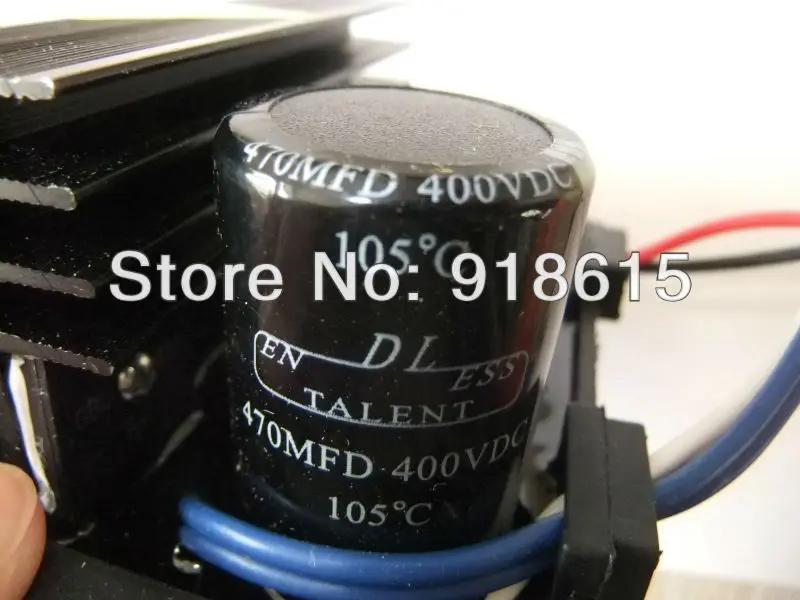 470MFD 400VDC
105°C
Store No: 918615
EN DL ESS
TALENT
470MFD 400VDC
105°C